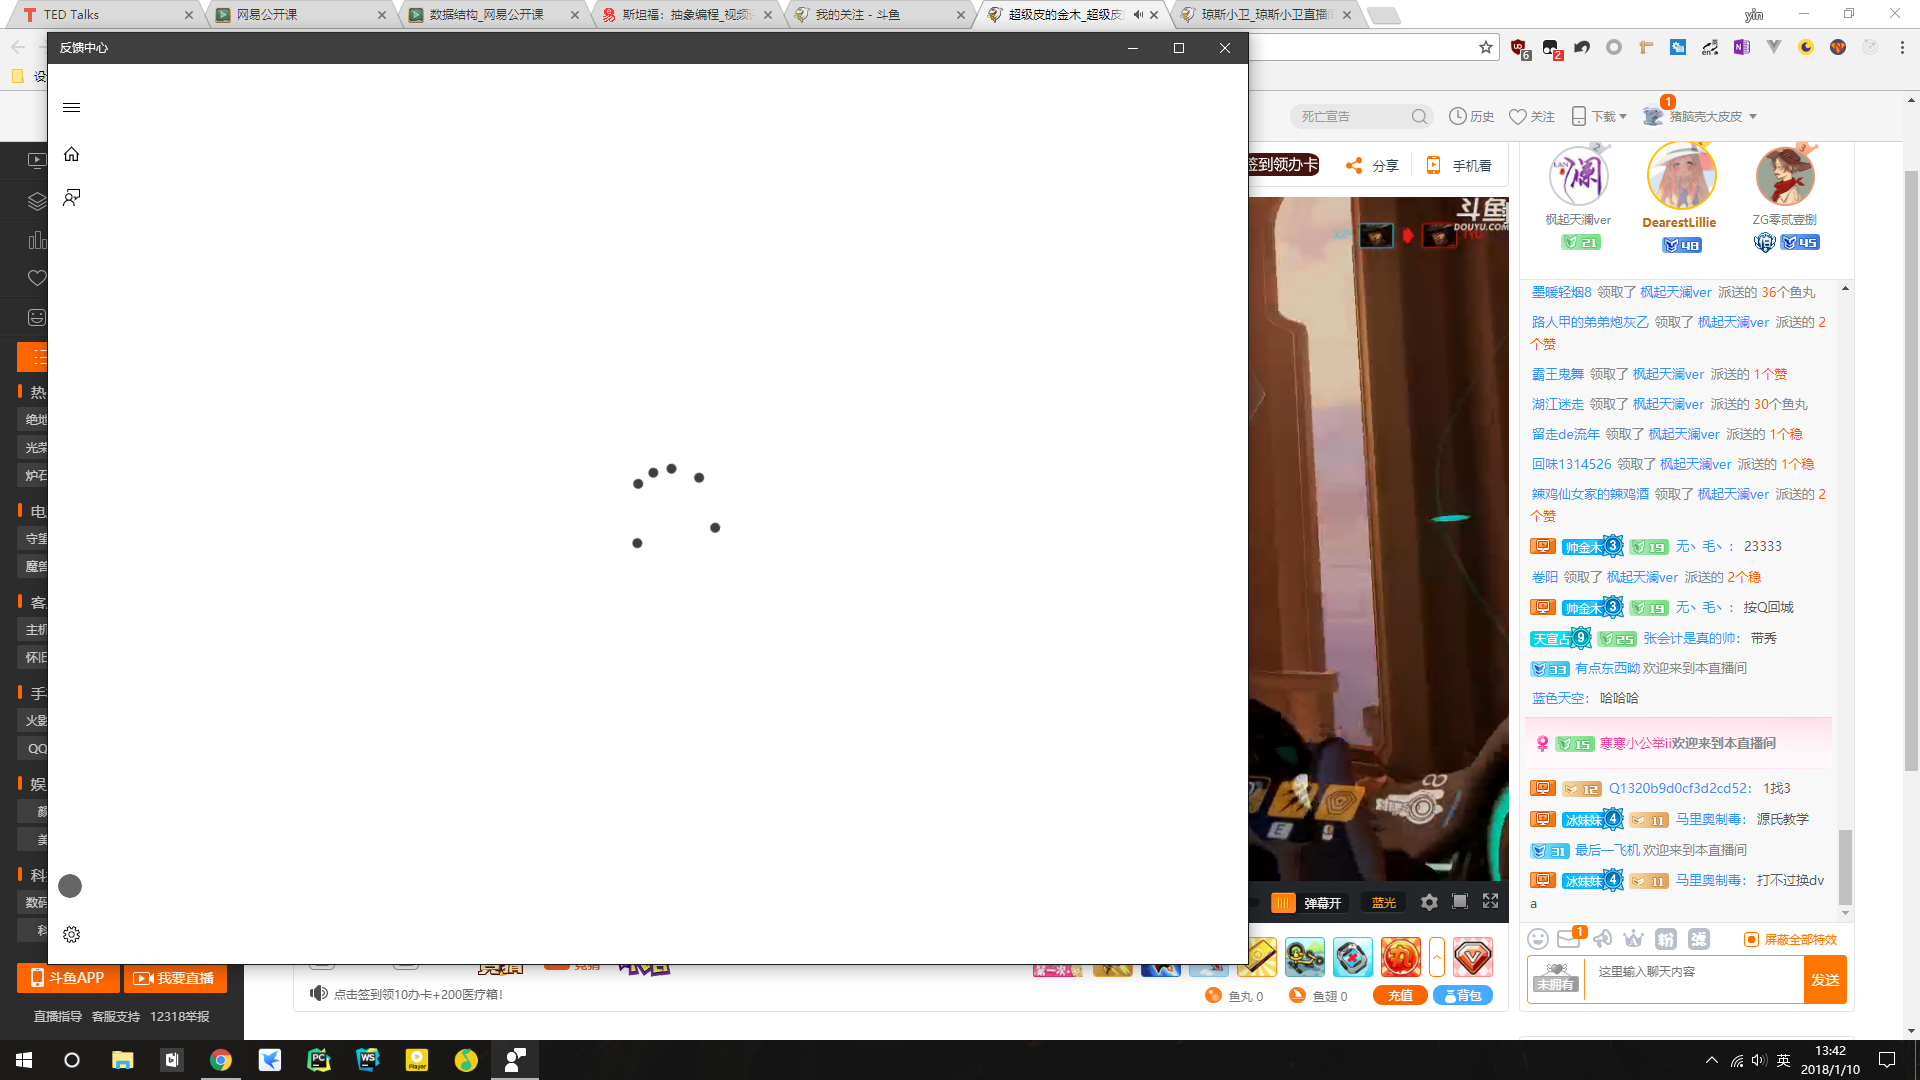 TED Talks
网易公开课
数据结构_网易公开课
斯坦福：抽象编程_视频
我的关注 - 斗鱼
超级皮的金木_超级皮
琼斯小卫_琼斯小卫直播
yin
反馈中心
设
6
2
en
死亡宣告
历史
关注
下载
1
猪脑壳大皮皮
签到领办卡
分享
手机看
DOUYU.COM
枫起天澜ver
DearestLillie
ZG零贰壹捌
21
48
45
墨暖轻烟8 领取了 枫起天澜ver 派送的 36个鱼丸
路人甲的弟弟炮灰乙 领取了 枫起天澜ver 派送的 2
个赞
霸王鬼舞 领取了 枫起天澜ver 派送的 1个赞
湖江迷走 领取了 枫起天澜ver 派送的 30个鱼丸
留走de流年 领取了 枫起天澜ver 派送的 1个稳
回味1314526 领取了 枫起天澜ver 派送的 1个稳
辣鸡仙女家的辣鸡酒 领取了 枫起天澜ver 派送的 2
个赞
帅金木 3 19 无丶毛丶： 23333
卷阳 领取了 枫起天澜ver 派送的 2个稳
帅金木 3 19 无丶毛丶： 按Q回城
天宣占 9 25 张会计是真的帅： 带秀
33 有点东西呦 欢迎来到本直播间
蓝色天空： 哈哈哈
15 寒寒小公举ii欢迎来到本直播间
12 Q1320b9d0cf3d2cd52： 1找3
冰妹妹 4 11 马里奥制毒： 源氏教学
31 最后一飞机 欢迎来到本直播间
冰妹妹 4 11 马里奥制毒： 打不过换dv
a
热
绝地
光荣
炉石
电
守望
魔兽
客
主机
怀旧
手
火影
QQ
娱
颜
美
科
数码
科
E
9
弹幕开
蓝光
1
粉
屏蔽全部特效
未拥有
这里输入聊天内容
发送
斗鱼APP
我要直播
直播指导 客服支持 12318举报
第一次
点击签到领10办卡+200医疗箱！
鱼丸 0
鱼翅 0
充值
背包
PC
WS
Player
英
13:42
2018/1/10